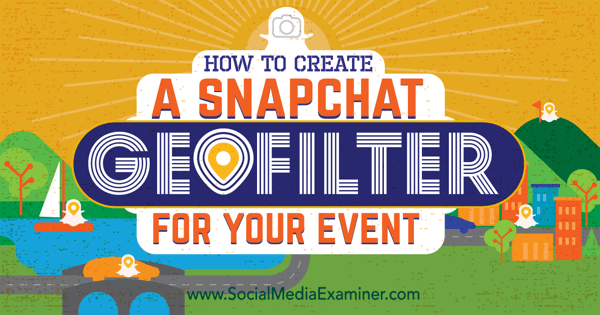 HOW TO CREATE
A SNAPCHAT
GEOFILTER
FOR YOUR EVENT
www.SocialMediaExaminer.com